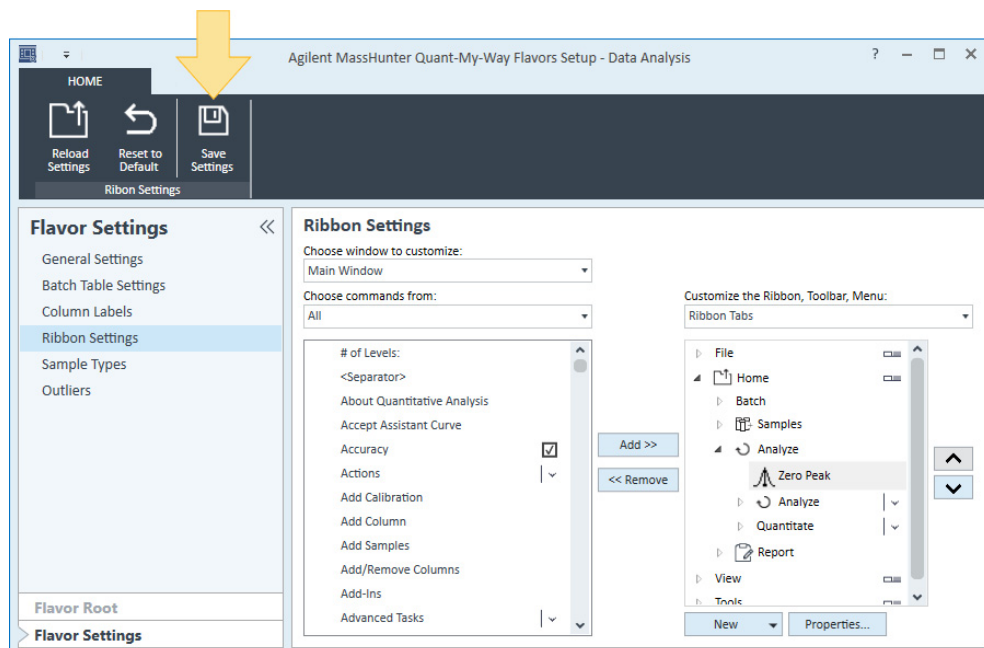 Agilent MassHunter Quant-My-Way Flavors Setup - Data Analysis
?
HOME
Reload Settings
Reset to Default
Save Settings
Ribon Settings
Flavor Settings
General Settings
Batch Table Settings
Column Labels
Ribbon Settings
Sample Types
Outliers
Flavor Root
Flavor Settings
Ribbon Settings
Choose window to customize:
Main Window
Choose commands from:
All
# of Levels:
<Separator>
About Quantitative Analysis
Accept Assistant Curve
Accuracy
Actions
Add Calibration
Add Column
Add Samples
Add/Remove Columns
Add-Ins
Advanced Tasks
Add >>
<< Remove
Customize the Ribbon, Toolbar, Menu:
Ribbon Tabs
File
Home
Batch
Samples
Analyze
Zero Peak
Analyze
Quantitate
Report
View
Tools
New
Properties...